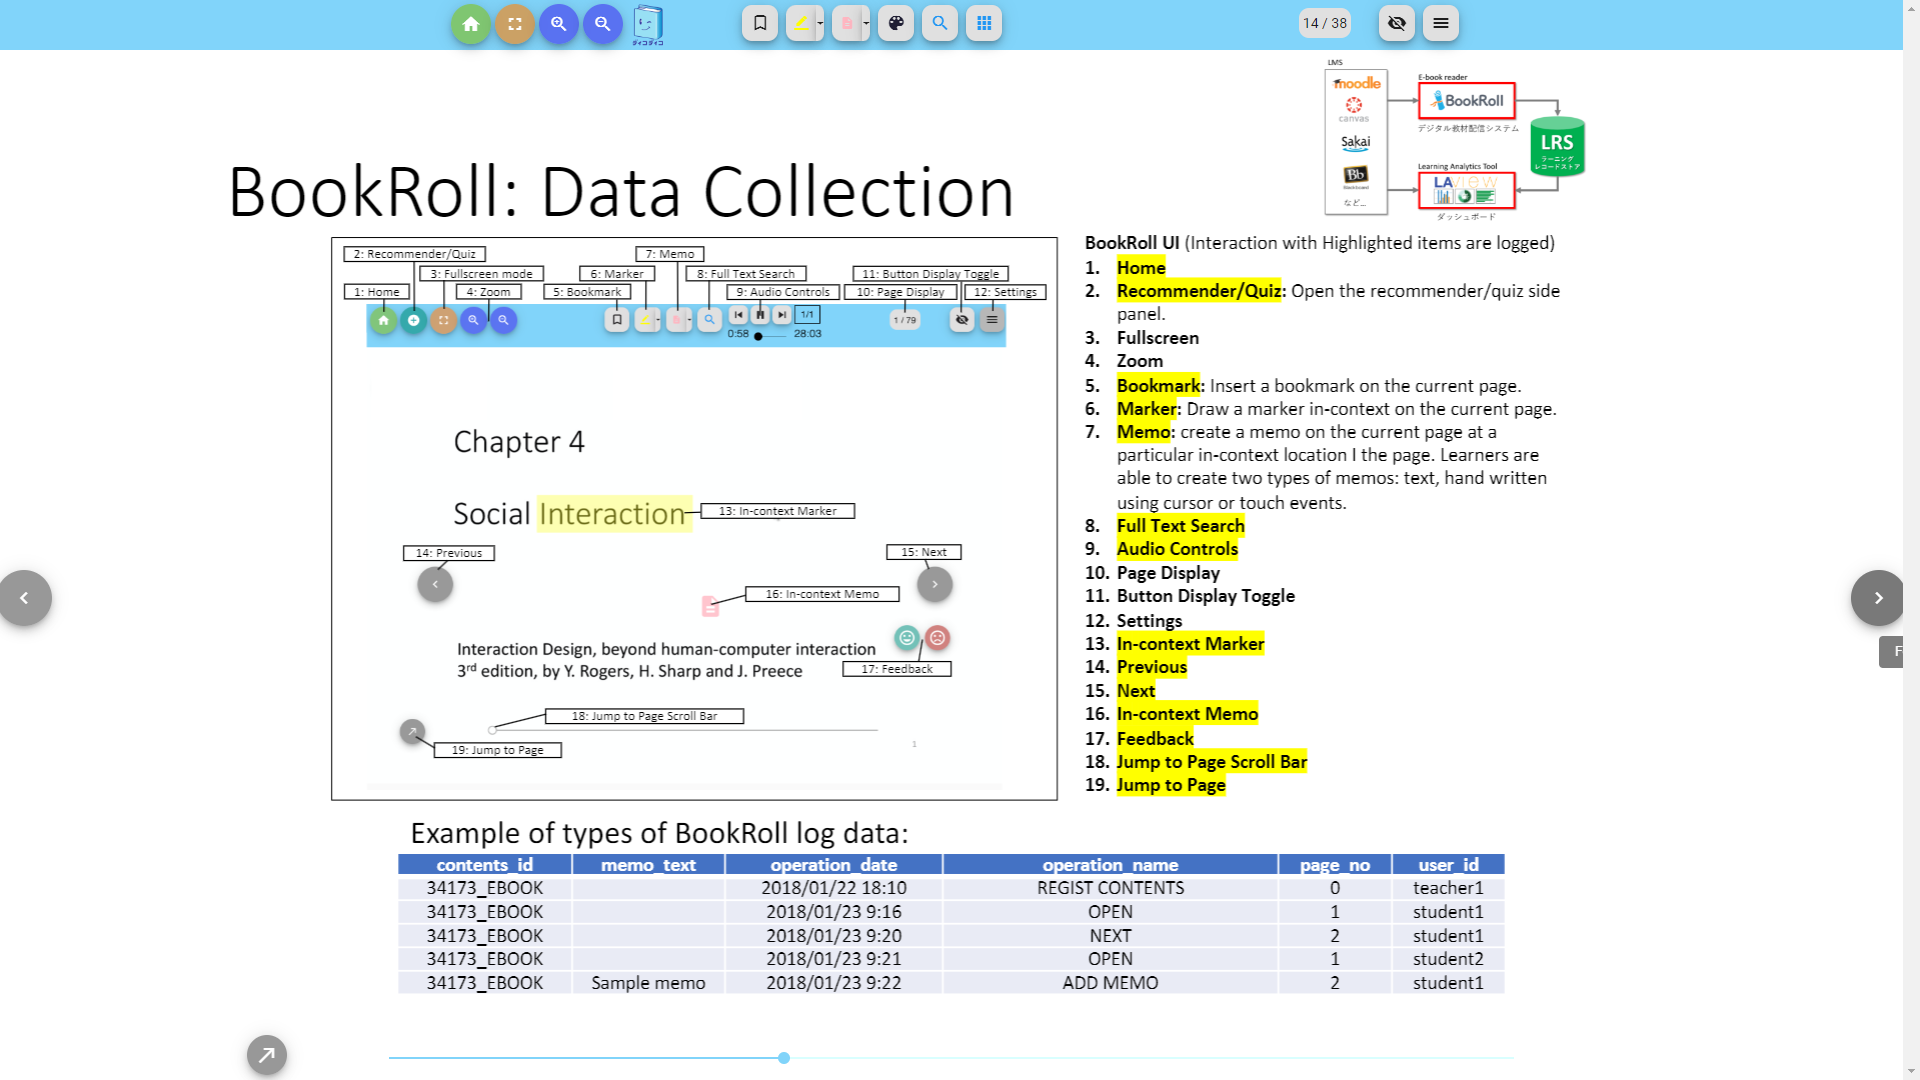 14 / 38
LMS
moodle
canvas
Sakai
Bb
Blackboard
など...
E-book reader
BookRoll
デジタル教材配信システム
LRS
ラーニング
レコードストア
Learning Analytics Tool
LAview
ダッシュボード
BookRoll: Data Collection
2: Recommender/Quiz
7: Memo
3: Fullscreen mode
6: Marker
8: Full Text Search
11: Button Display Toggle
1: Home
4: Zoom
5: Bookmark
9: Audio Controls
10: Page Display
12: Settings
1/1
1 / 79
0:58
28:03
Chapter 4
Social Interaction
13: In-context Marker
14: Previous
15: Next
16: In-context Memo
Interaction Design, beyond human-computer interaction
3rd edition, by Y. Rogers, H. Sharp and J. Preece
17: Feedback
18: Jump to Page Scroll Bar
19: Jump to Page
1
BookRoll UI (Interaction with Highlighted items are logged)
1. Home
2. Recommender/Quiz: Open the recommender/quiz side
panel.
3. Fullscreen
4. Zoom
5. Bookmark: Insert a bookmark on the current page.
6. Marker: Draw a marker in-context on the current page.
7. Memo: create a memo on the current page at a
particular in-context location I the page. Learners are
able to create two types of memos: text, hand written
using cursor or touch events.
8. Full Text Search
9. Audio Controls
10. Page Display
11. Button Display Toggle
12. Settings
13. In-context Marker
14. Previous
15. Next
16. In-context Memo
17. Feedback
18. Jump to Page Scroll Bar
19. Jump to Page
F
Example of types of BookRoll log data:
contents_id memo_text operation_date operation_name page_no user_id
34173_EBOOK 2018/01/22 18:10 REGIST CONTENTS 0 teacher1
34173_EBOOK 2018/01/23 9:16 OPEN 1 student1
34173_EBOOK 2018/01/23 9:20 NEXT 2 student1
34173_EBOOK 2018/01/23 9:21 OPEN 1 student2
34173_EBOOK Sample memo 2018/01/23 9:22 ADD MEMO 2 student1